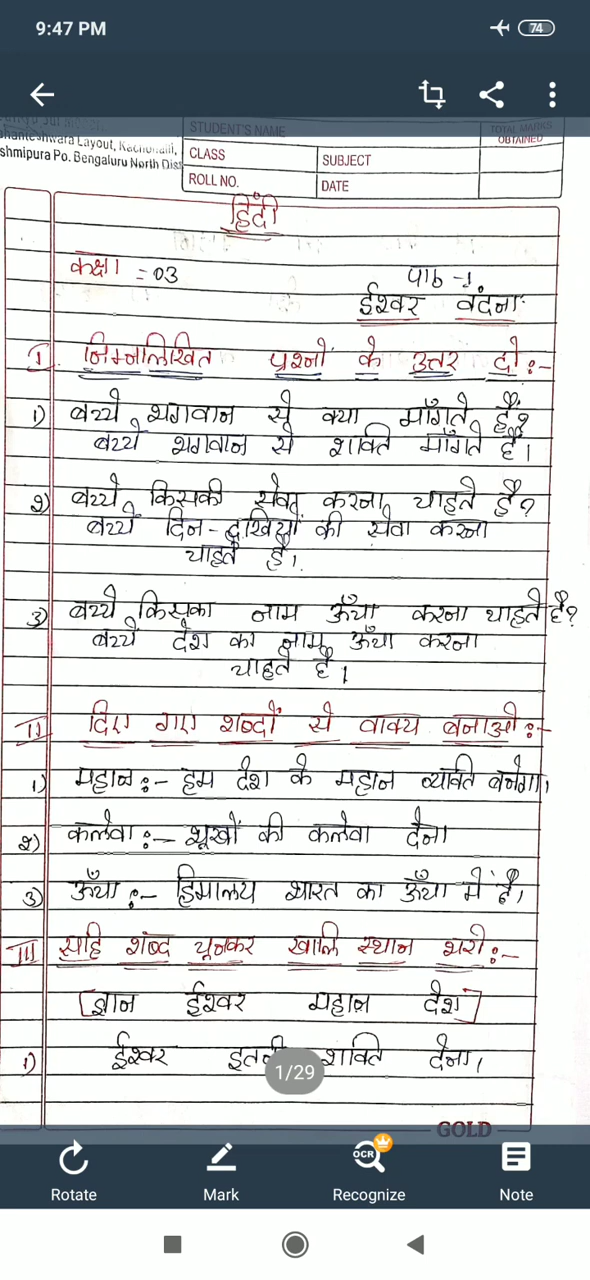 9:47 PM
74
Layout,
shmipura Po. Bengaluru North Dist
STUDENT'S NAME
TOTAL MARKS OBTAINED
CLASS
SUBJECT
ROLL NO.
DATE
हिंदी
कक्षा =03
पाठ -1
ईश्वर वंदना
I. निम्नलिखित प्रश्नों के उत्तर दो:-
1) बच्चे भगवान से क्या माँगते हैं?
बच्चे भगवान से शक्ति माँगते हैं।
2) बच्चे किसकी सेवा करना चाहते है?
बच्चे दिन-दुखियों की सेवा करना
चाहते है।
3) बच्चे किसका नाम ऊँचा करना चाहते है?
बच्चे देश का नाम ऊँचा करना
चाहते है।
II दिए गए शब्दों से वाक्य बनाओ:-
1) महान:- हम देश के महान व्यक्ति बनेगा।
2) कलेवा:- भूखों की कलेवा देना
3) ऊँचा:- हिमालय भारत का ऊँचा में है।
III सहि शब्द चूनकर खालि स्थान भरो:-
[ज्ञान ईश्वर महान देश]
1) ईश्वर इतनी शक्ति देना।
1/29
GOLD
OCR
Rotate
Mark
Recognize
Note